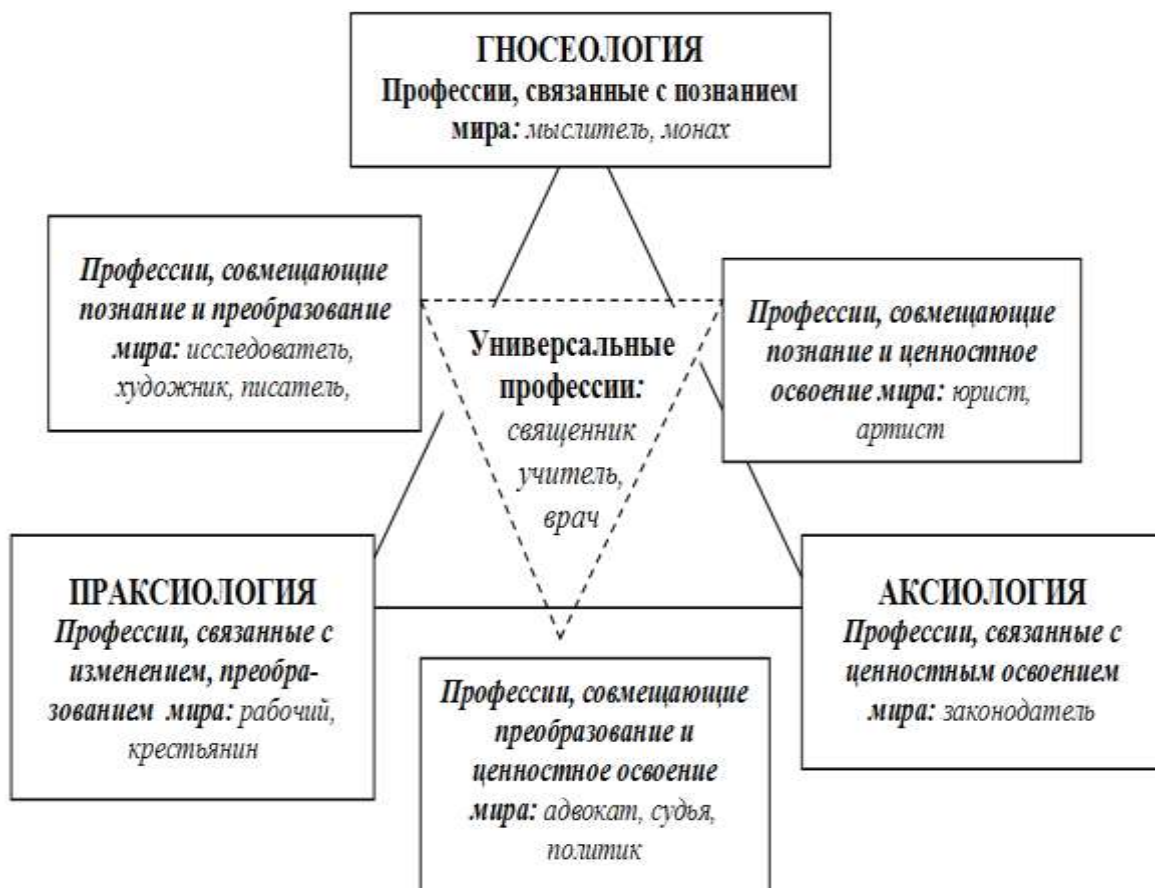 ГНОСЕОЛОГИЯ
Профессии, связанные с познанием
мира: мыслитель, монах
Профессии, совмещающие
познание и преобразование
мира: исследователь,
художник, писатель,
Универсальные
профессии:
священник
учитель,
врач
Профессии, совмещающие
познание и ценностное
освоение мира: юрист,
артист
ПРАКСИОЛОГИЯ
Профессии, связанные с
изменением, преобра-
зованием мира: рабочий,
крестьянин
Профессии, совмещающие
преобразование и
ценностное освоение
мира: адвокат, судья,
политик
АКСИОЛОГИЯ
Профессии, связанные с
ценностным освоением
мира: законодатель